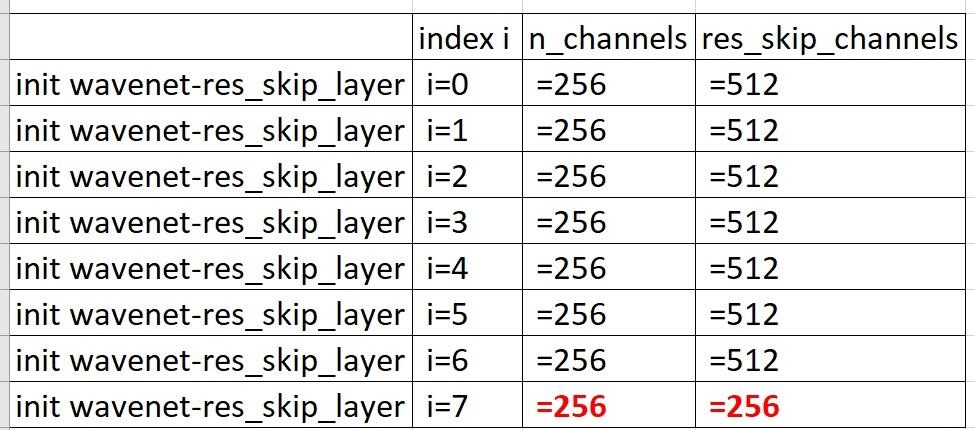 index i n_channels res_skip_channels
init wavenet-res_skip_layer i=0 =256 =512
init wavenet-res_skip_layer i=1 =256 =512
init wavenet-res_skip_layer i=2 =256 =512
init wavenet-res_skip_layer i=3 =256 =512
init wavenet-res_skip_layer i=4 =256 =512
init wavenet-res_skip_layer i=5 =256 =512
init wavenet-res_skip_layer i=6 =256 =512
init wavenet-res_skip_layer i=7 =256 =256